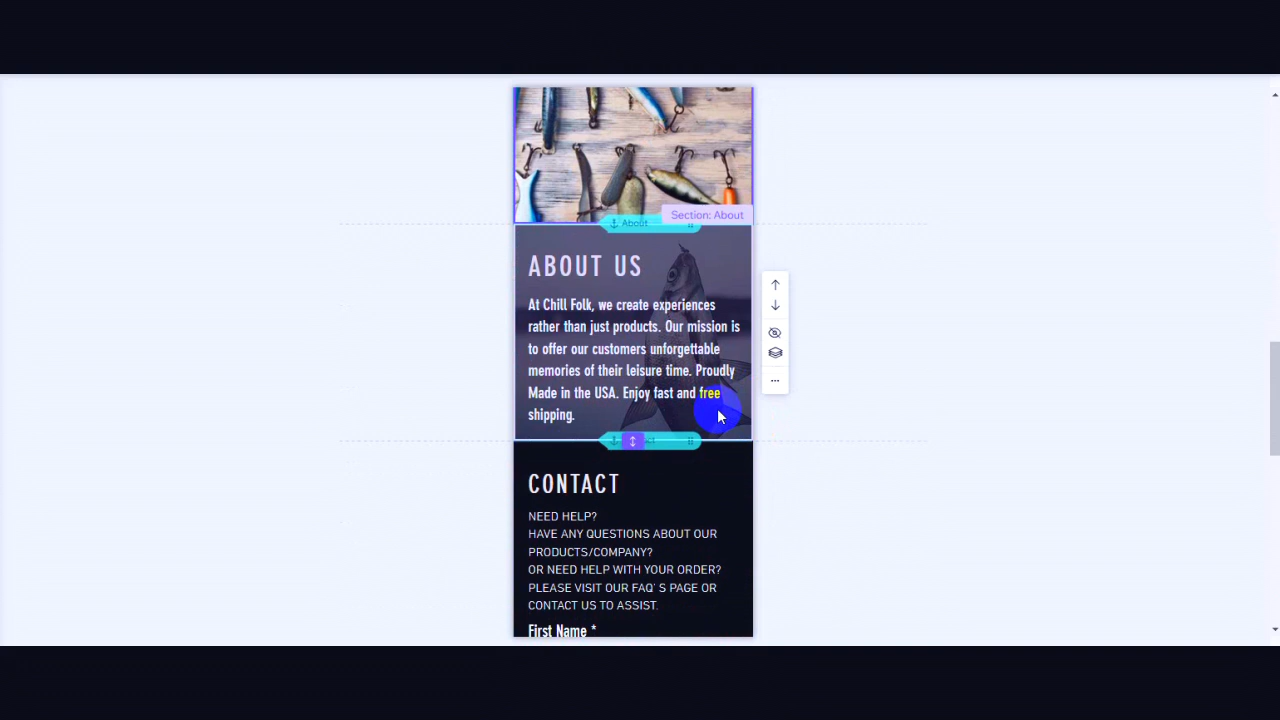 Section: About
About
ABOUT US
At Chill Folk, we create experiences
rather than just products. Our mission is
to offer our customers unforgettable
memories of their leisure time. Proudly
Made in the USA. Enjoy fast and free
shipping.
CONTACT
NEED HELP?
HAVE ANY QUESTIONS ABOUT OUR
PRODUCTS/COMPANY?
OR NEED HELP WITH YOUR ORDER?
PLEASE VISIT OUR FAQ' S PAGE OR
CONTACT US TO ASSIST.
First Name *